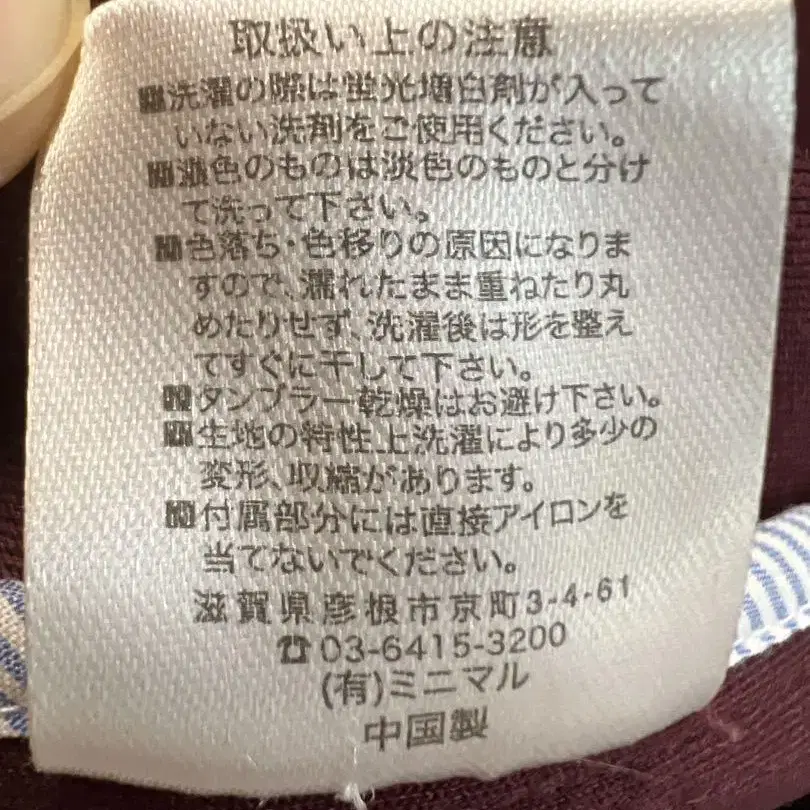 取扱い上の注意
■洗濯の際は蛍光増白剤が入って
いない洗剤をご使用ください。
■淡色のものは淡色のものと分け
て洗って下さい。
■色落ち・色移りの原因になりま
すので、濡れたまま重ねたり丸
めたりせず、洗濯後は形を整え
てすぐに干して下さい。
■タンブラー乾燥はお避け下さい。
■生地の特性上洗濯により多少の
変形、収縮があります。
■付属部分には直接アイロンを
当てないでください。
滋賀県彦根市京町3-4-61
☎03-6415-3200
(有)ミニマル
中国製